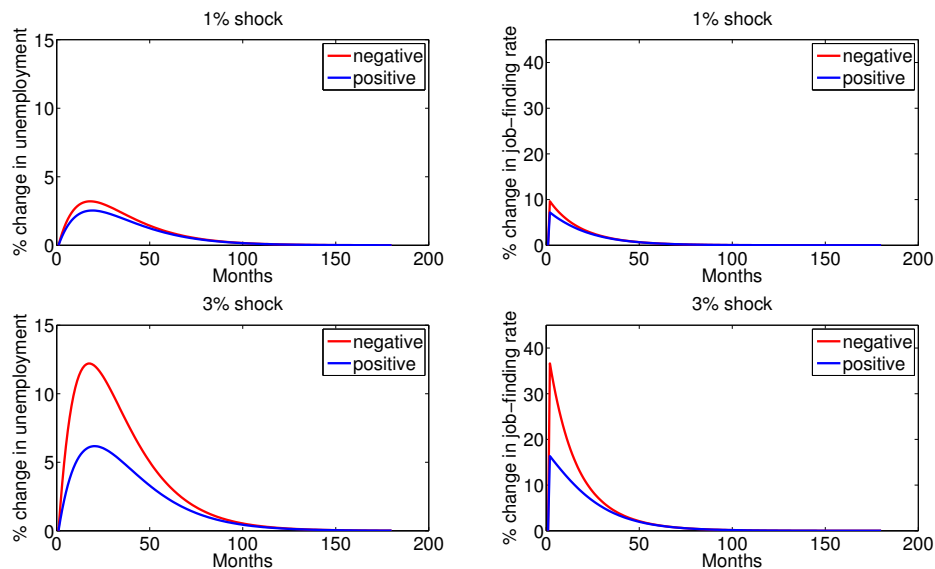 1% shock
% change in unemployment
15
10
5
0
0 50 100 150 200
Months
negative
positive
1% shock
% change in job−finding rate
40
30
20
10
0
0 50 100 150 200
Months
negative
positive
3% shock
% change in unemployment
15
10
5
0
0 50 100 150 200
Months
negative
positive
3% shock
% change in job−finding rate
40
30
20
10
0
0 50 100 150 200
Months
negative
positive